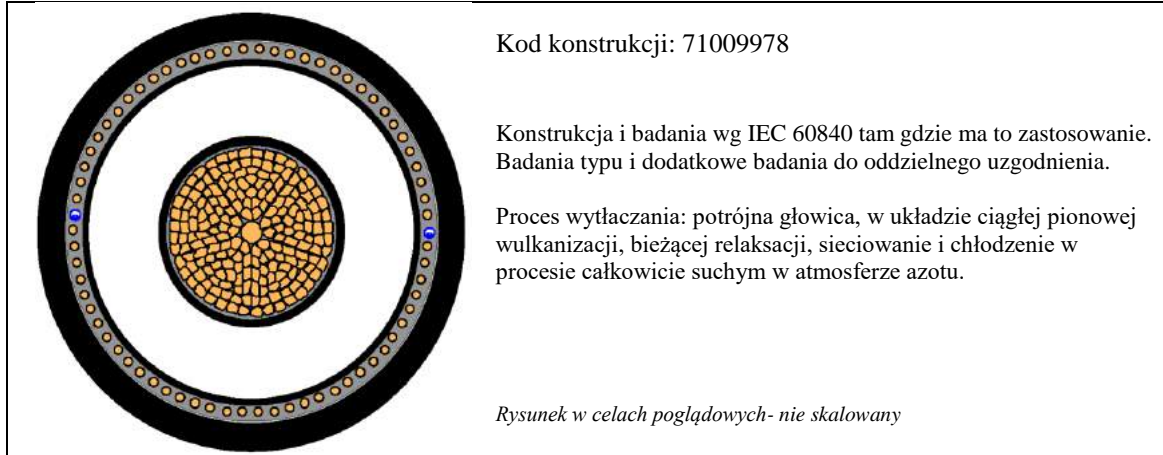 Kod konstrukcji: 71009978
Konstrukcja i badania wg IEC 60840 tam gdzie ma to zastosowanie.
Badania typu i dodatkowe badania do oddzielnego uzgodnienia.
Proces wytłaczania: potrójna głowica, w układzie ciągłej pionowej
wulkanizacji, bieżącej relaksacji, sieciowanie i chłodzenie w
procesie całkowicie suchym w atmosferze azotu.
Rysunek w celach poglądowych- nie skalowany